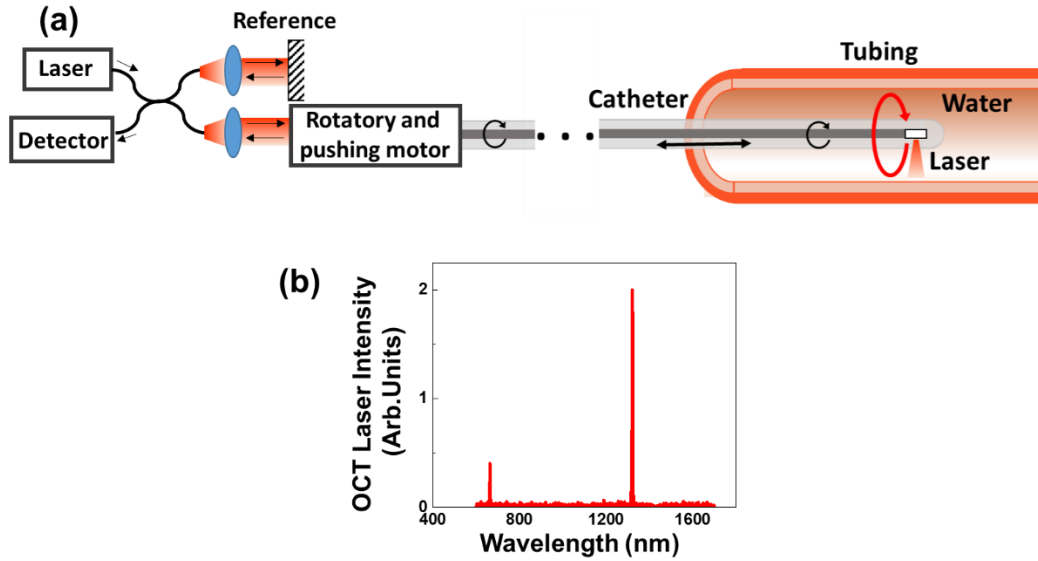 (a)
Reference
Laser
Detector
Rotatory and
pushing motor
Catheter
Tubing
Water
Laser
(b)
OCT Laser Intensity
(Arb.Units)
2
1
0
400
800
1200
1600
Wavelength (nm)